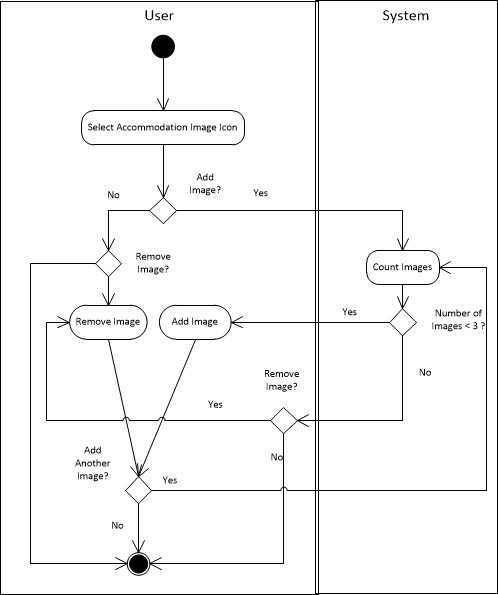 User
System
Select Accommodation Image Icon
Add
Image?
No
Yes
Remove
Image?
Count Images
Remove Image
Add Image
Yes
Number of
Images < 3 ?
Remove
Image?
No
Yes
Add
Another
Image?
No
Yes
No